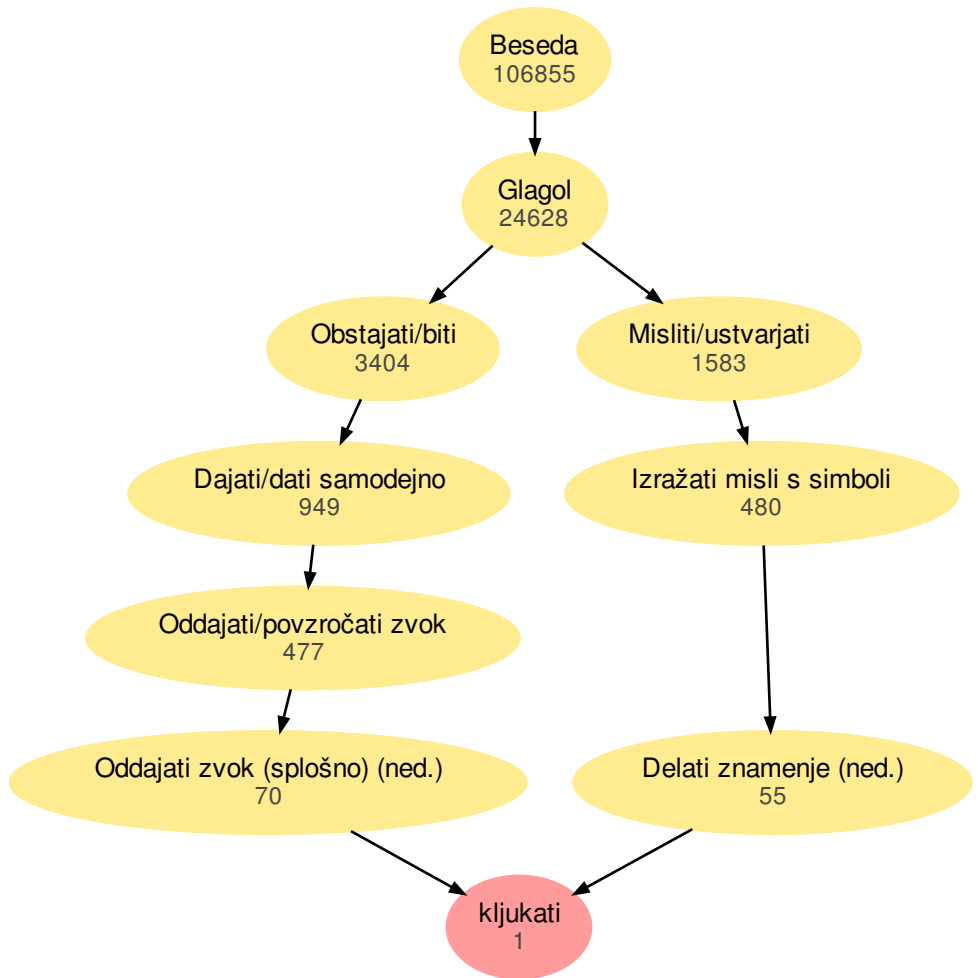 Beseda
106855
Glagol
24628
Obstajati/biti
3404
Misliti/ustvarjati
1583
Dajati/dati samodejno
949
Izražati misli s simboli
480
Oddajati/povzročati zvok
477
Oddajati zvok (splošno) (ned.)
70
Delati znamenje (ned.)
55
kljukati
1